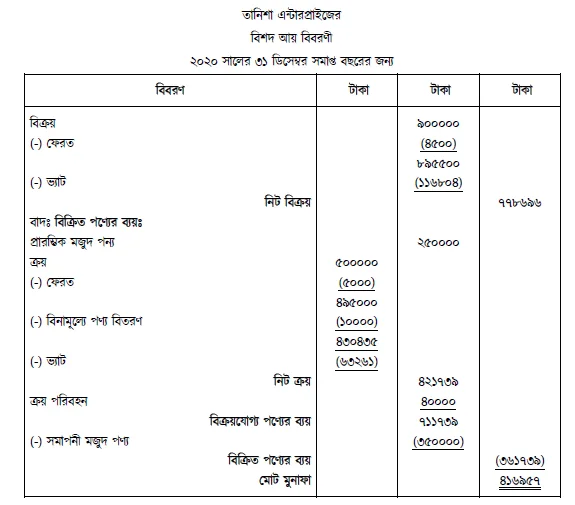 তানিশা এন্টারপ্রাইজের
বিশদ আয় বিবরণী
২০২০ সালের ৩১ ডিসেম্বর সমাপ্ত বছরের জন্য
বিবরণ টাকা টাকা টাকা
বিক্রয় ৯০০০০০
(-) ফেরত (৪৫০০)
৮৯৫৫০০
(-) ভ্যাট (১১৬৮০৪)
নিট বিক্রয় ৭৭৮৬৯৬
বাদঃ বিক্রিত পণ্যের ব্যয়ঃ
প্রারম্ভিক মজুদ পন্য ২৫০০০০
ক্রয় ৫০০০০০
(-) ফেরত (৫০০০)
৪৯৫০০০
(-) বিনামূল্যে পণ্য বিতরণ (১০০০০)
৪৩০৪৩৫
(-) ভ্যাট (৬৩২৬১)
নিট ক্রয় ৪২১৭৩৯
ক্রয় পরিবহন ৪০০০০
বিক্রয়যোগ্য পণ্যের ব্যয় ৭১১৭৩৯
(-) সমাপনী মজুদ পণ্য (৩৫০০০০)
বিক্রিত পণ্যের ব্যয় (৩৬১৭৩৯)
মোট মুনাফা ৪১৬৯৫৭